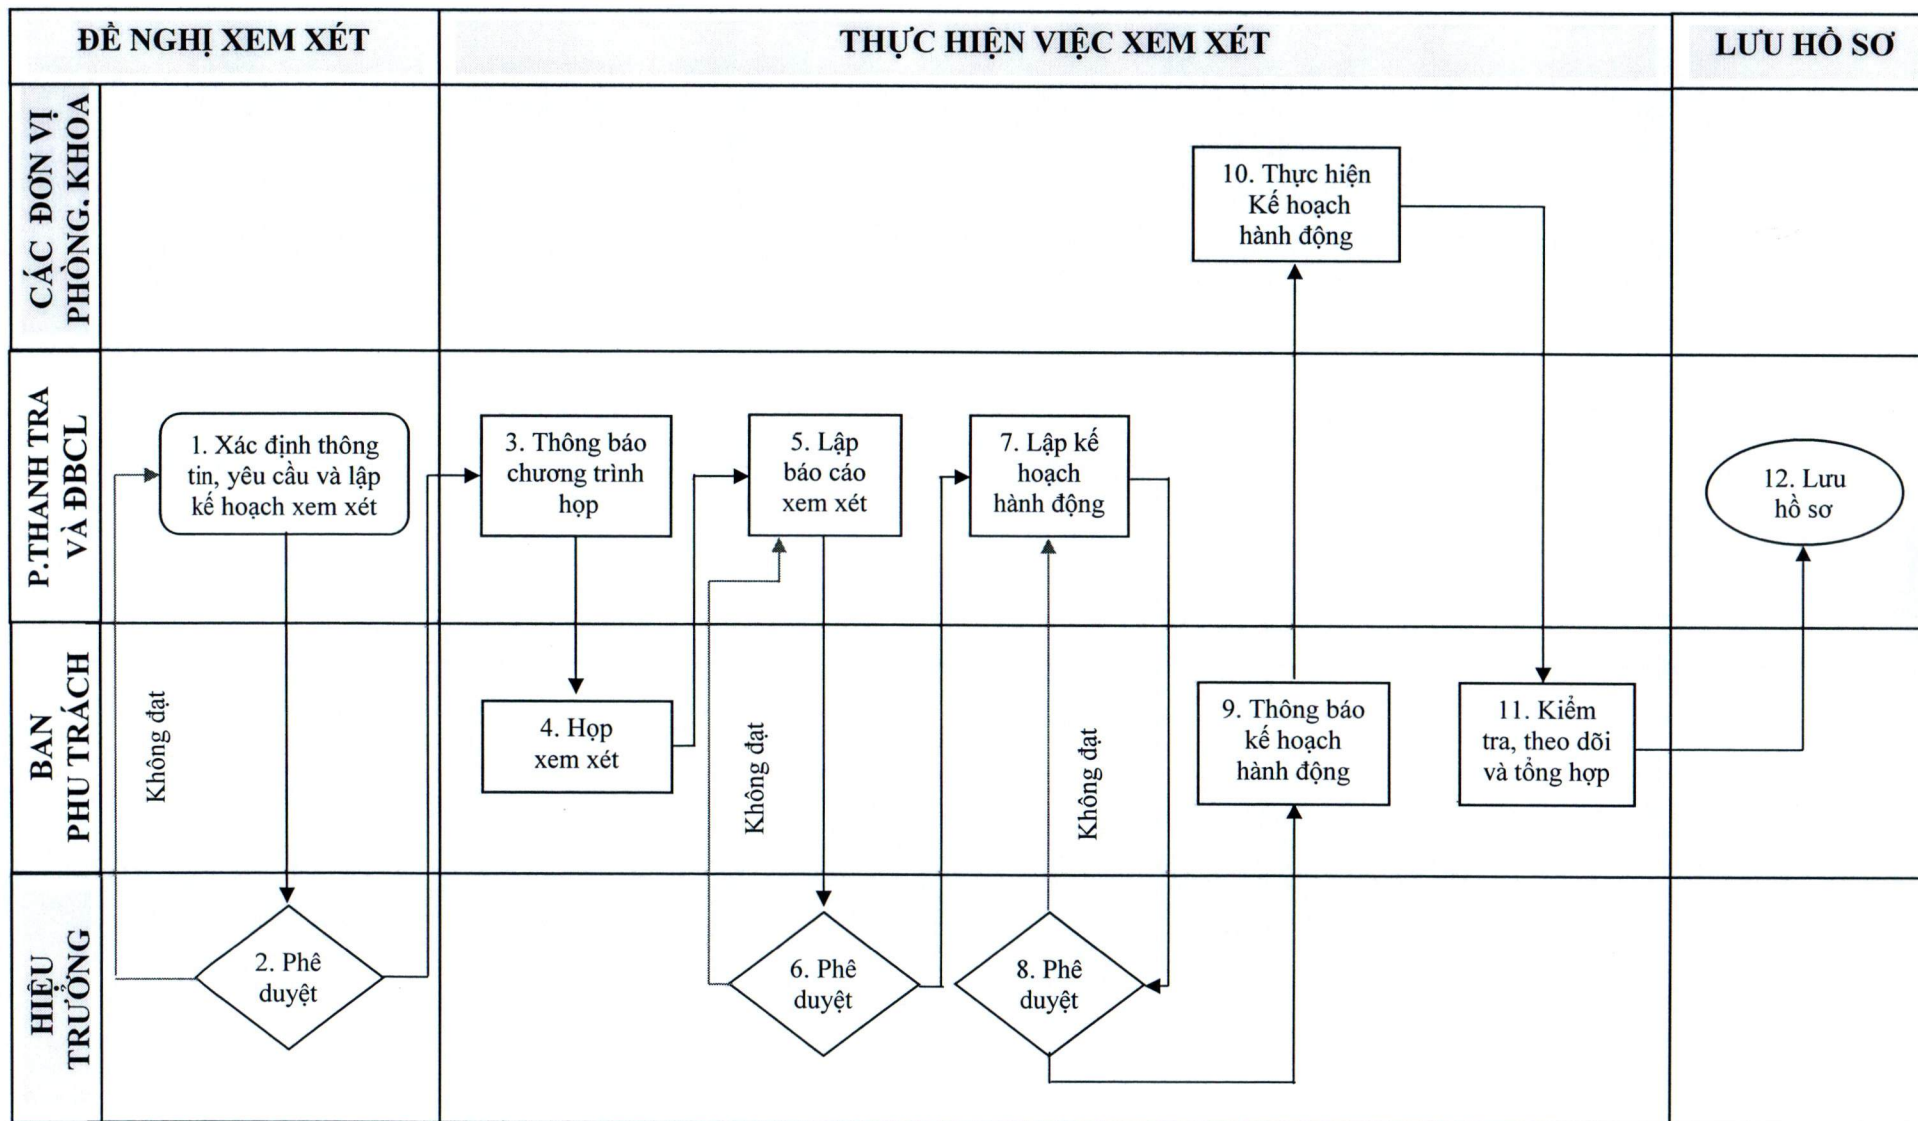 ĐỀ NGHỊ XEM XÉT
THỰC HIỆN VIỆC XEM XÉT
LƯU HỒ SƠ
CÁC ĐƠN VỊ
PHÒNG, KHOA
10. Thực hiện
Kế hoạch
hành động
P.THANH TRA
VÀ ĐBCL
1. Xác định thông
tin, yêu cầu và lập
kế hoạch xem xét
3. Thông báo
chương trình
họp
5. Lập
báo cáo
xem xét
7. Lập kế
hoạch
hành động
12. Lưu
hồ sơ
BAN
PHỤ TRÁCH
Không đạt
4. Họp
xem xét
Không đạt
Không đạt
9. Thông báo
kế hoạch
hành động
11. Kiểm
tra, theo dõi
và tổng hợp
HIỆU
TRƯỞNG
2. Phê
duyệt
6. Phê
duyệt
8. Phê
duyệt